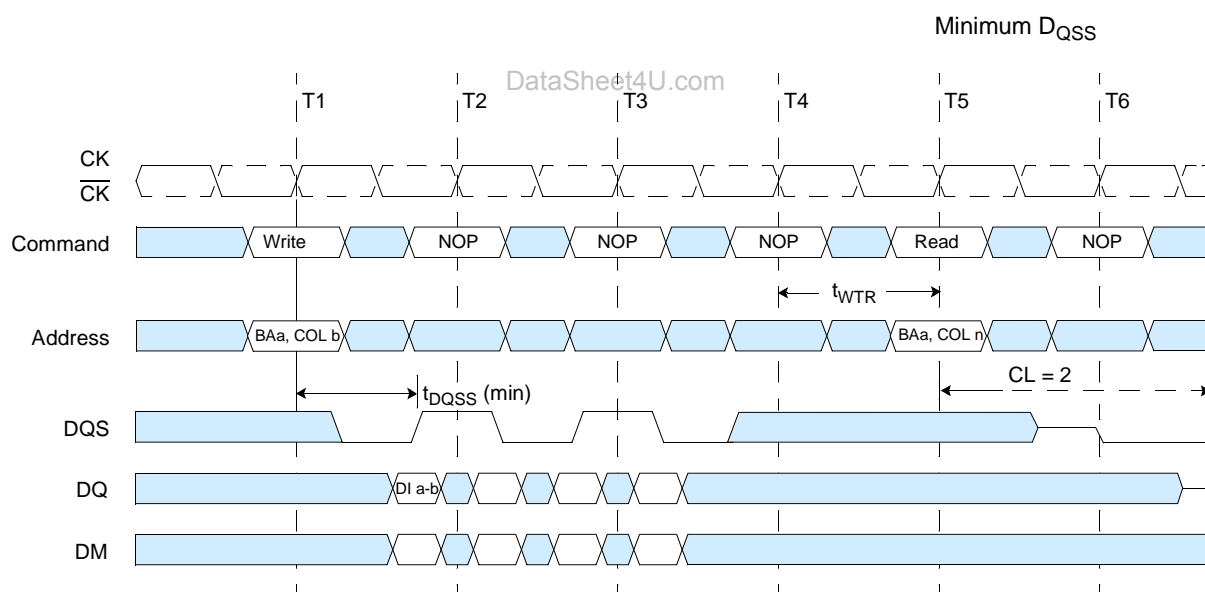 Minimum DQSS
DataSheet4U.com
T1 T2 T3 T4 T5 T6
CK
CK
Command Write NOP NOP NOP Read NOP
tWTR
Address BAa, COL b BAa, COL n
tDQSS (min) CL = 2
DQS
DQ DI a-b
DM